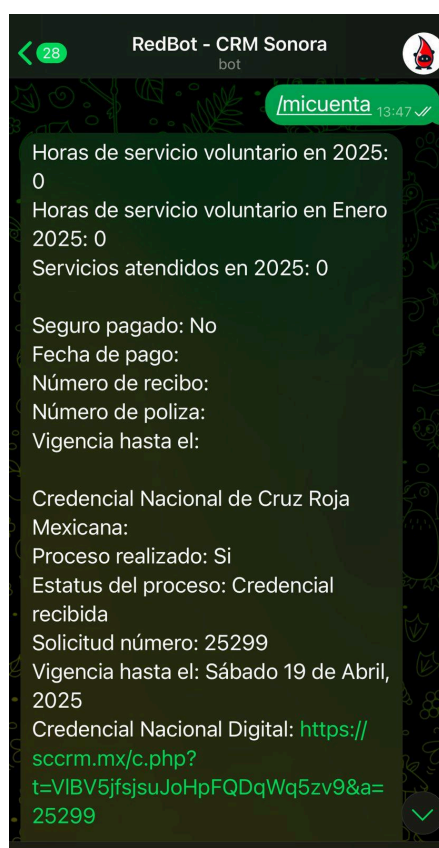 28
RedBot - CRM Sonora
bot
/micuenta 13:47
Horas de servicio voluntario en 2025:
0
Horas de servicio voluntario en Enero
2025: 0
Servicios atendidos en 2025: 0
Seguro pagado: No
Fecha de pago:
Número de recibo:
Número de poliza:
Vigencia hasta el:
Credencial Nacional de Cruz Roja
Mexicana:
Proceso realizado: Si
Estatus del proceso: Credencial
recibida
Solicitud número: 25299
Vigencia hasta el: Sábado 19 de Abril,
2025
Credencial Nacional Digital: https://
sccrm.mx/c.php?
t=VlBV5jfsjsuJoHpFQDqWq5zv9&a=
25299